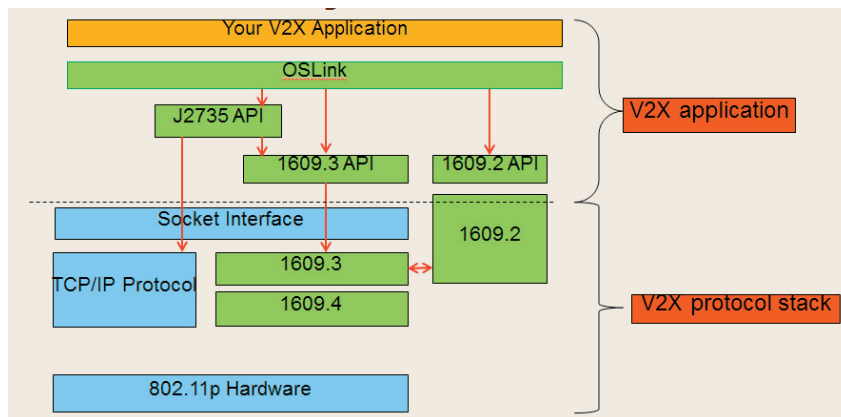 Your V2X Application
OSLink
J2735 API
V2X application
1609.3 API
1609.2 API
Socket Interface
1609.2
1609.3
TCP/IP Protocol
1609.4
V2X protocol stack
802.11p Hardware